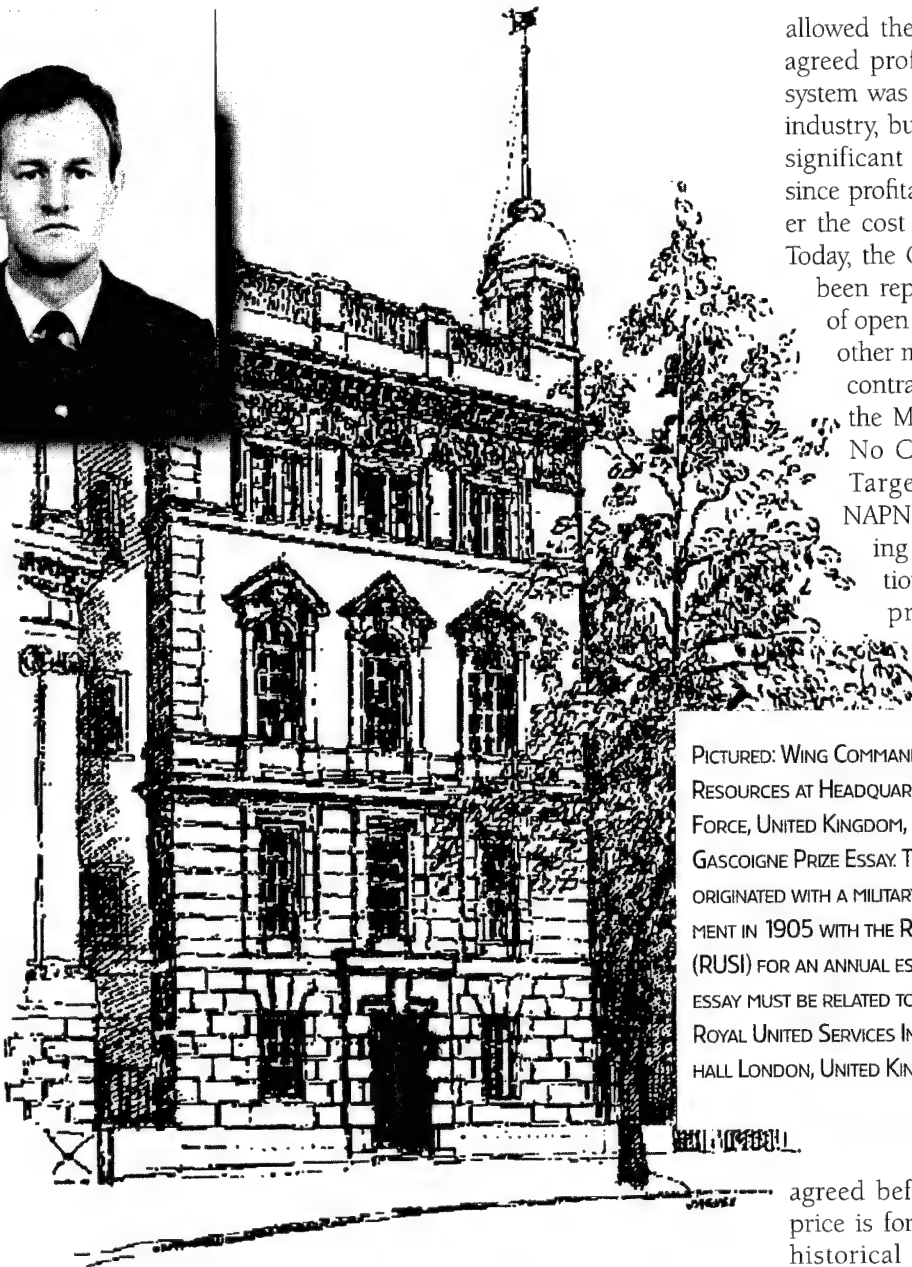 allowed the
agreed prof
system was
industry, bu
significant
since profita
er the cost
Today, the C
been rep
of open
other m
contra
the M
No C
Targe
NAPN
ing
tion
pr
PICTURED: WING COMMAN
RESOURCES AT HEADQUAR
FORCE, UNITED KINGDOM,
GASCOIGNE PRIZE ESSAY. T
ORIGINATED WITH A MILITAR
MENT IN 1905 WITH THE R
(RUSI) FOR AN ANNUAL ES
ESSAY MUST BE RELATED TO
ROYAL UNITED SERVICES IN
HALL LONDON, UNITED KIN
agreed bef
price is for
historical